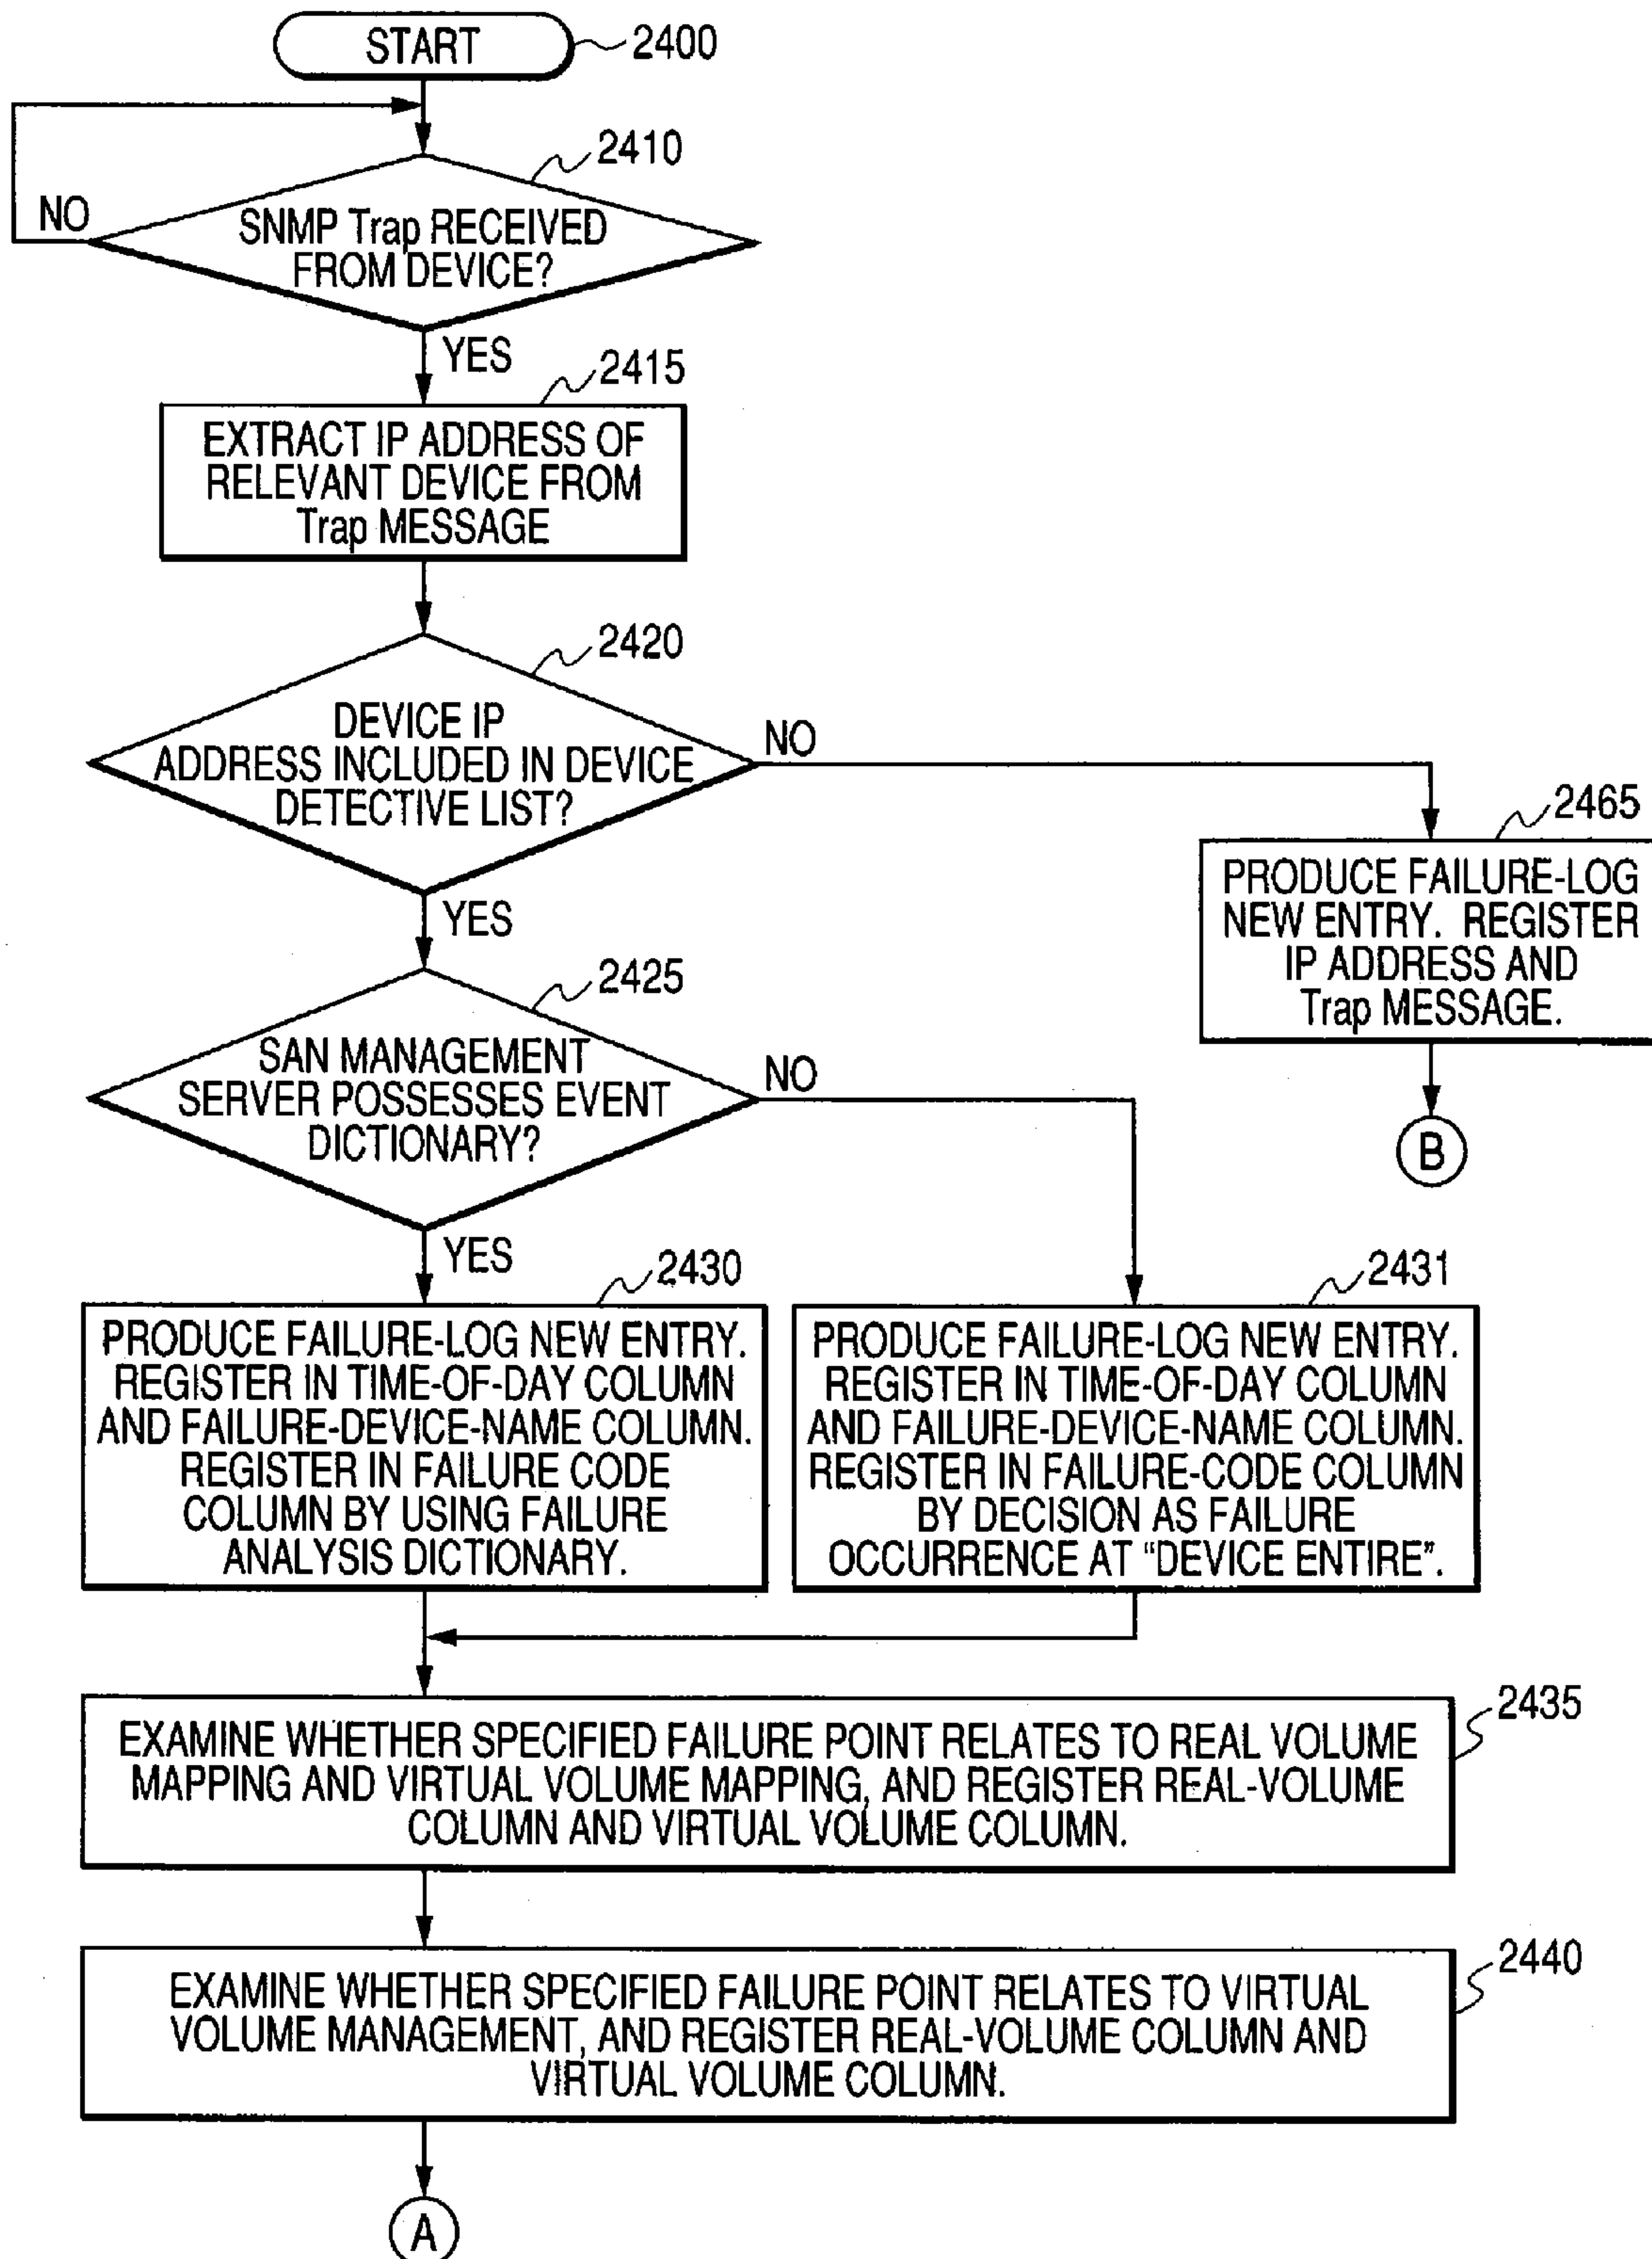 START
2400
2410
NO
SNMP Trap RECEIVED
FROM DEVICE?
YES
2415
EXTRACT IP ADDRESS OF
RELEVANT DEVICE FROM
Trap MESSAGE
2420
DEVICE IP
ADDRESS INCLUDED IN DEVICE
DETECTIVE LIST?
NO
YES
2465
PRODUCE FAILURE-LOG
NEW ENTRY. REGISTER
IP ADDRESS AND
Trap MESSAGE.
B
2425
SAN MANAGEMENT
SERVER POSSESSES EVENT
DICTIONARY?
NO
YES
2430
PRODUCE FAILURE-LOG NEW ENTRY.
REGISTER IN TIME-OF-DAY COLUMN
AND FAILURE-DEVICE-NAME COLUMN.
REGISTER IN FAILURE CODE
COLUMN BY USING FAILURE
ANALYSIS DICTIONARY.
2431
PRODUCE FAILURE-LOG NEW ENTRY.
REGISTER IN TIME-OF-DAY COLUMN
AND FAILURE-DEVICE-NAME COLUMN.
REGISTER IN FAILURE-CODE COLUMN
BY DECISION AS FAILURE
OCCURRENCE AT “DEVICE ENTIRE”.
2435
EXAMINE WHETHER SPECIFIED FAILURE POINT RELATES TO REAL VOLUME
MAPPING AND VIRTUAL VOLUME MAPPING, AND REGISTER REAL-VOLUME
COLUMN AND VIRTUAL VOLUME COLUMN.
2440
EXAMINE WHETHER SPECIFIED FAILURE POINT RELATES TO VIRTUAL
VOLUME MANAGEMENT, AND REGISTER REAL-VOLUME COLUMN AND
VIRTUAL VOLUME COLUMN.
A